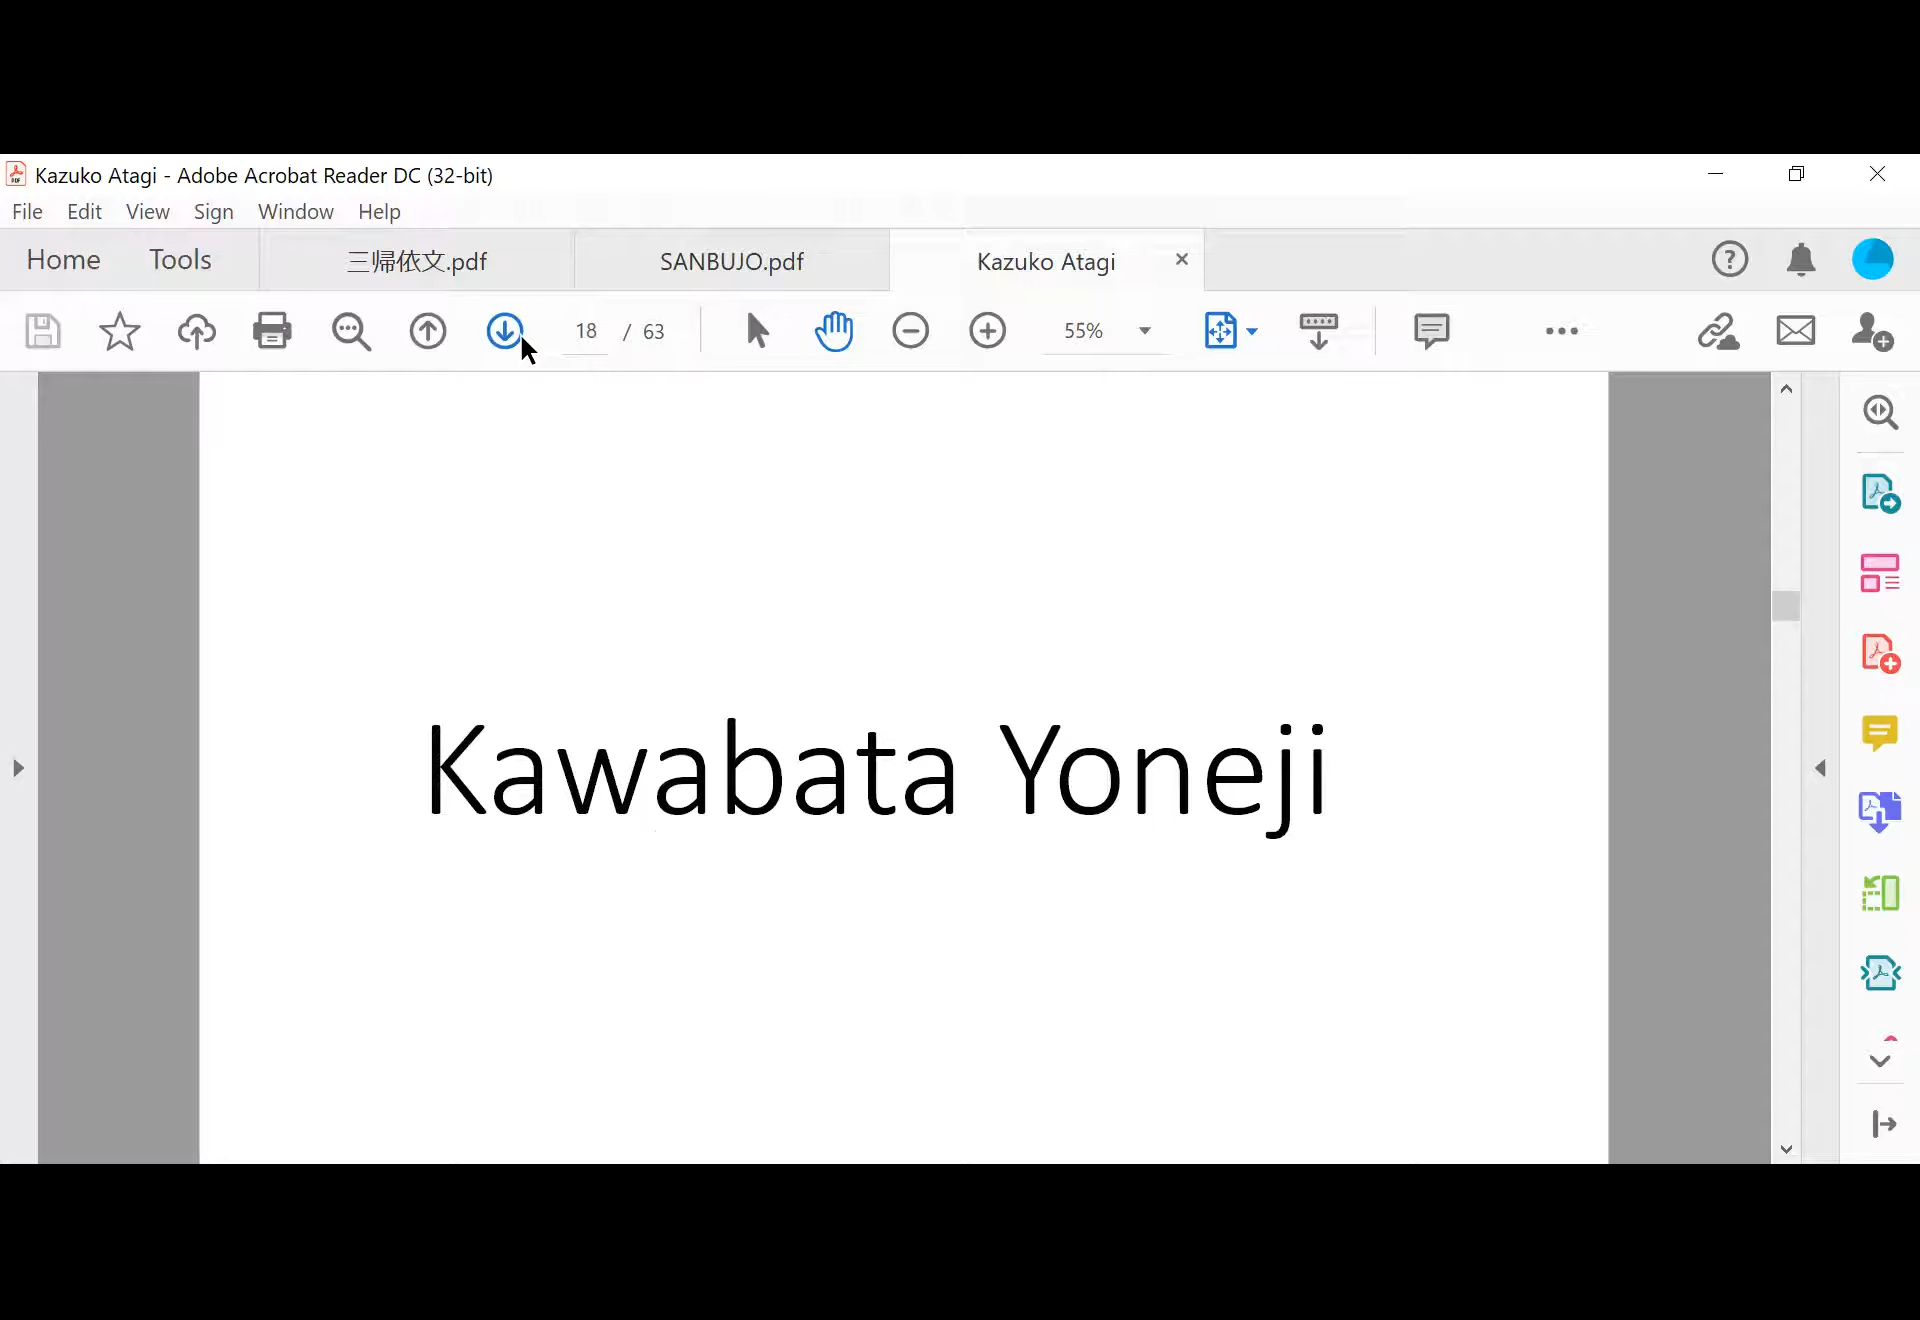 Kazuko Atagi - Adobe Acrobat Reader DC (32-bit)
File Edit View Sign Window Help
Home Tools 三帰依文.pdf SANBUJO.pdf Kazuko Atagi
18 / 63 55%
Kawabata Yoneji